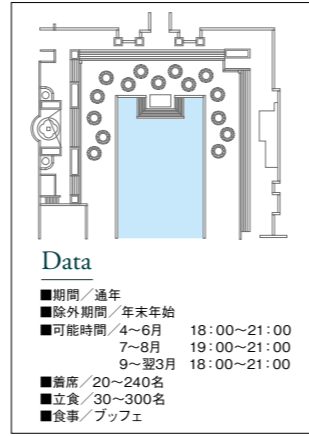 Data
■期間／通年
■除外期間／年末年始
■可能時間／4〜6月 18：00〜21：00
7〜8月 19：00〜21：00
9〜翌3月 18：00〜21：00
■着席／20〜240名
■立食／30〜300名
■食事／ブッフェ